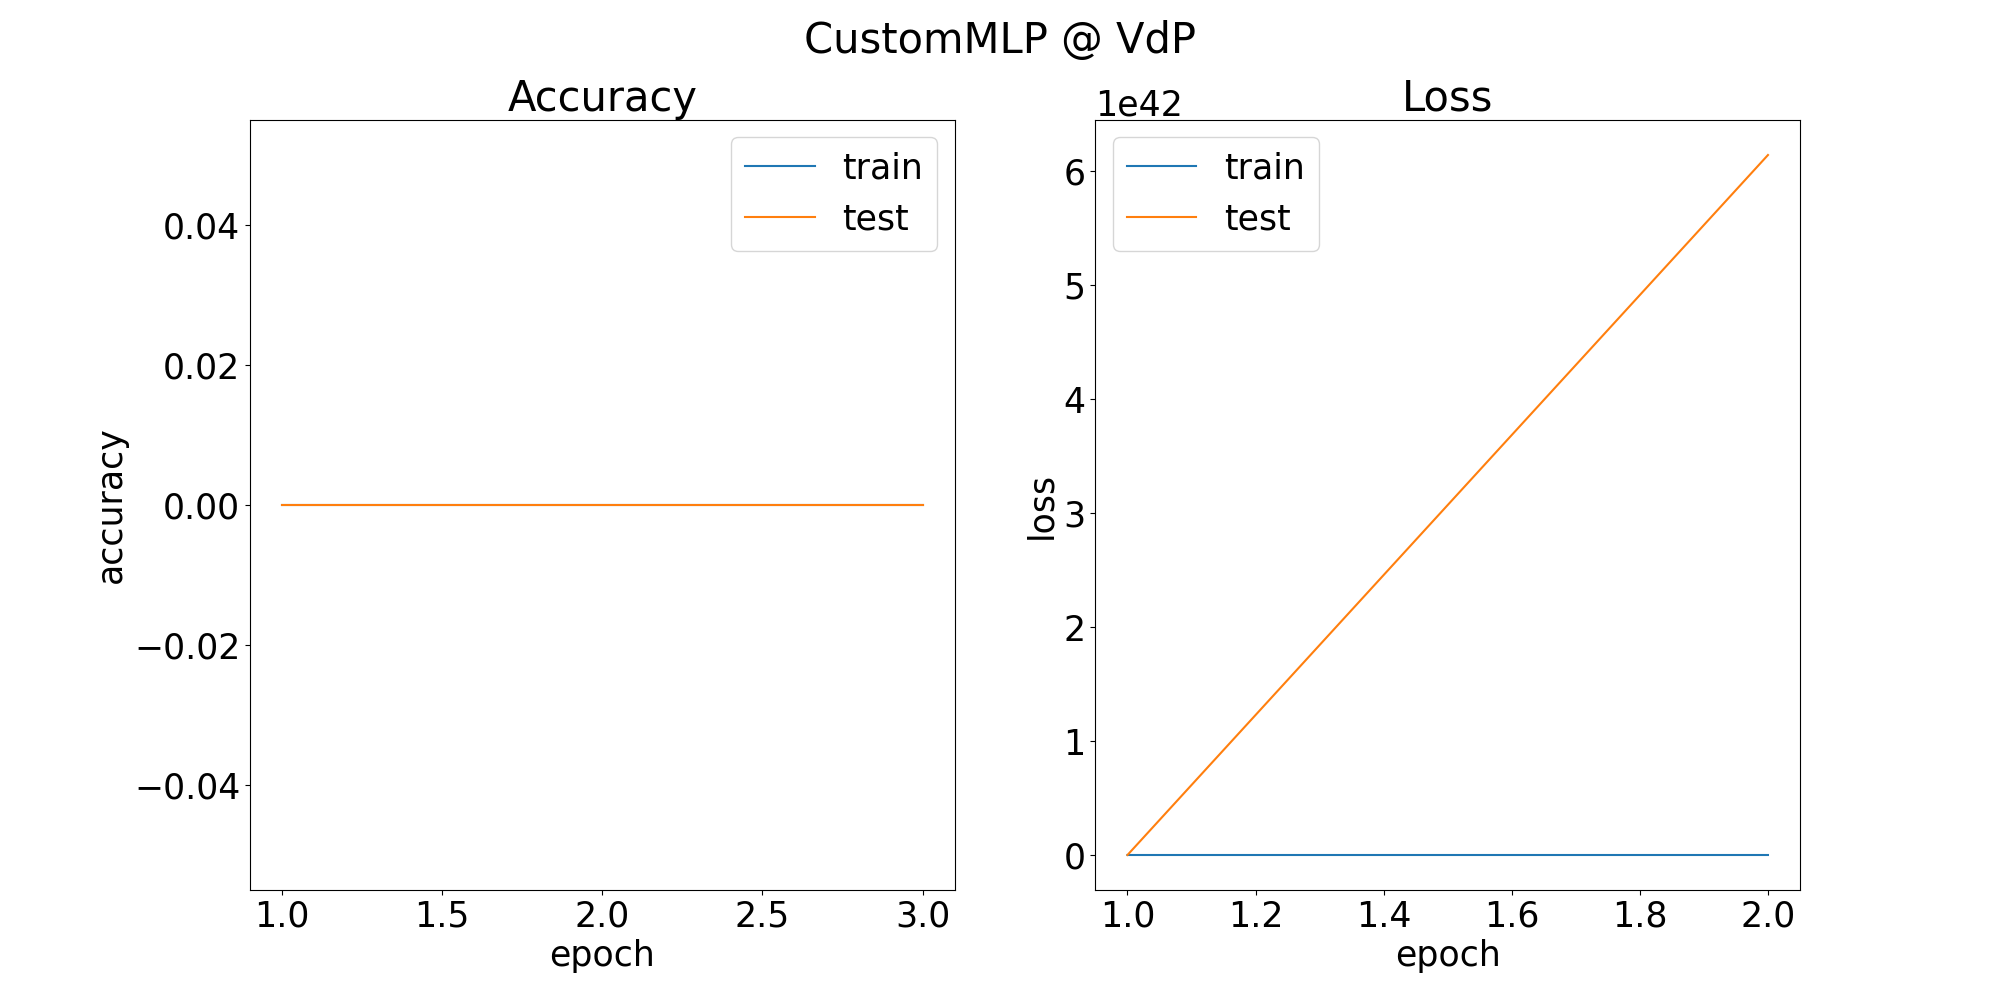 CustomMLP @ VdP
Accuracy
train
test
0.04
0.02
0.00
−0.02
−0.04
accuracy
1.0 1.5 2.0 2.5 3.0
epoch
Loss
1e42
train
test
6
5
4
3
2
1
0
loss
1.0 1.2 1.4 1.6 1.8 2.0
epoch